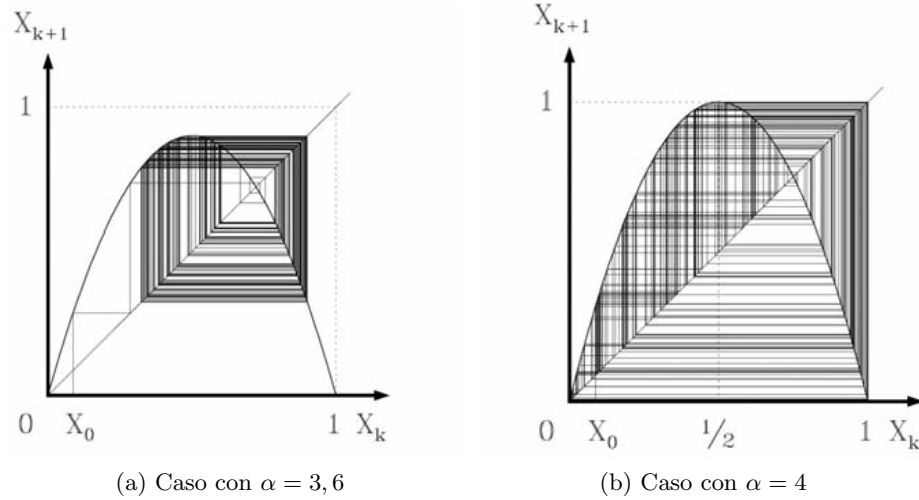 X_{k+1}
1
0 X_0 1 X_k
(a) Caso con α = 3, 6
X_{k+1}
1
0 X_0 1/2 1 X_k
(b) Caso con α = 4